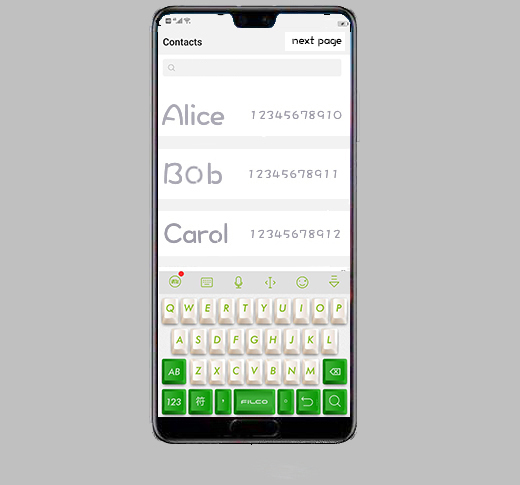 Contacts
next page
Alice 12345678910
Bob 12345678911
Carol 12345678912
Q W E R T Y U I O P
A S D F G H J K L
AB Z X C V B N M
123 符 FILCO